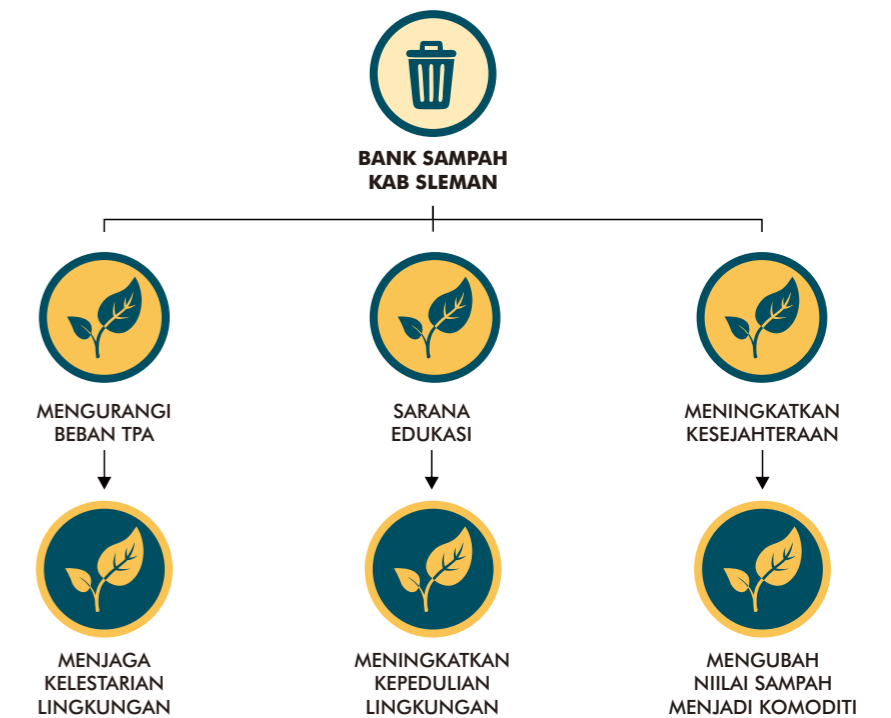 BANK SAMPAH
KAB SLEMAN
MENGURANGI
BEBAN TPA
SARANA
EDUKASI
MENINGKATKAN
KESEJAHTERAAN
MENJAGA
KELESTARIAN
LINGKUNGAN
MENINGKATKAN
KEPEDULIAN
LINGKUNGAN
MENGUBAH
NIILAI SAMPAH
MENJADI KOMODITI